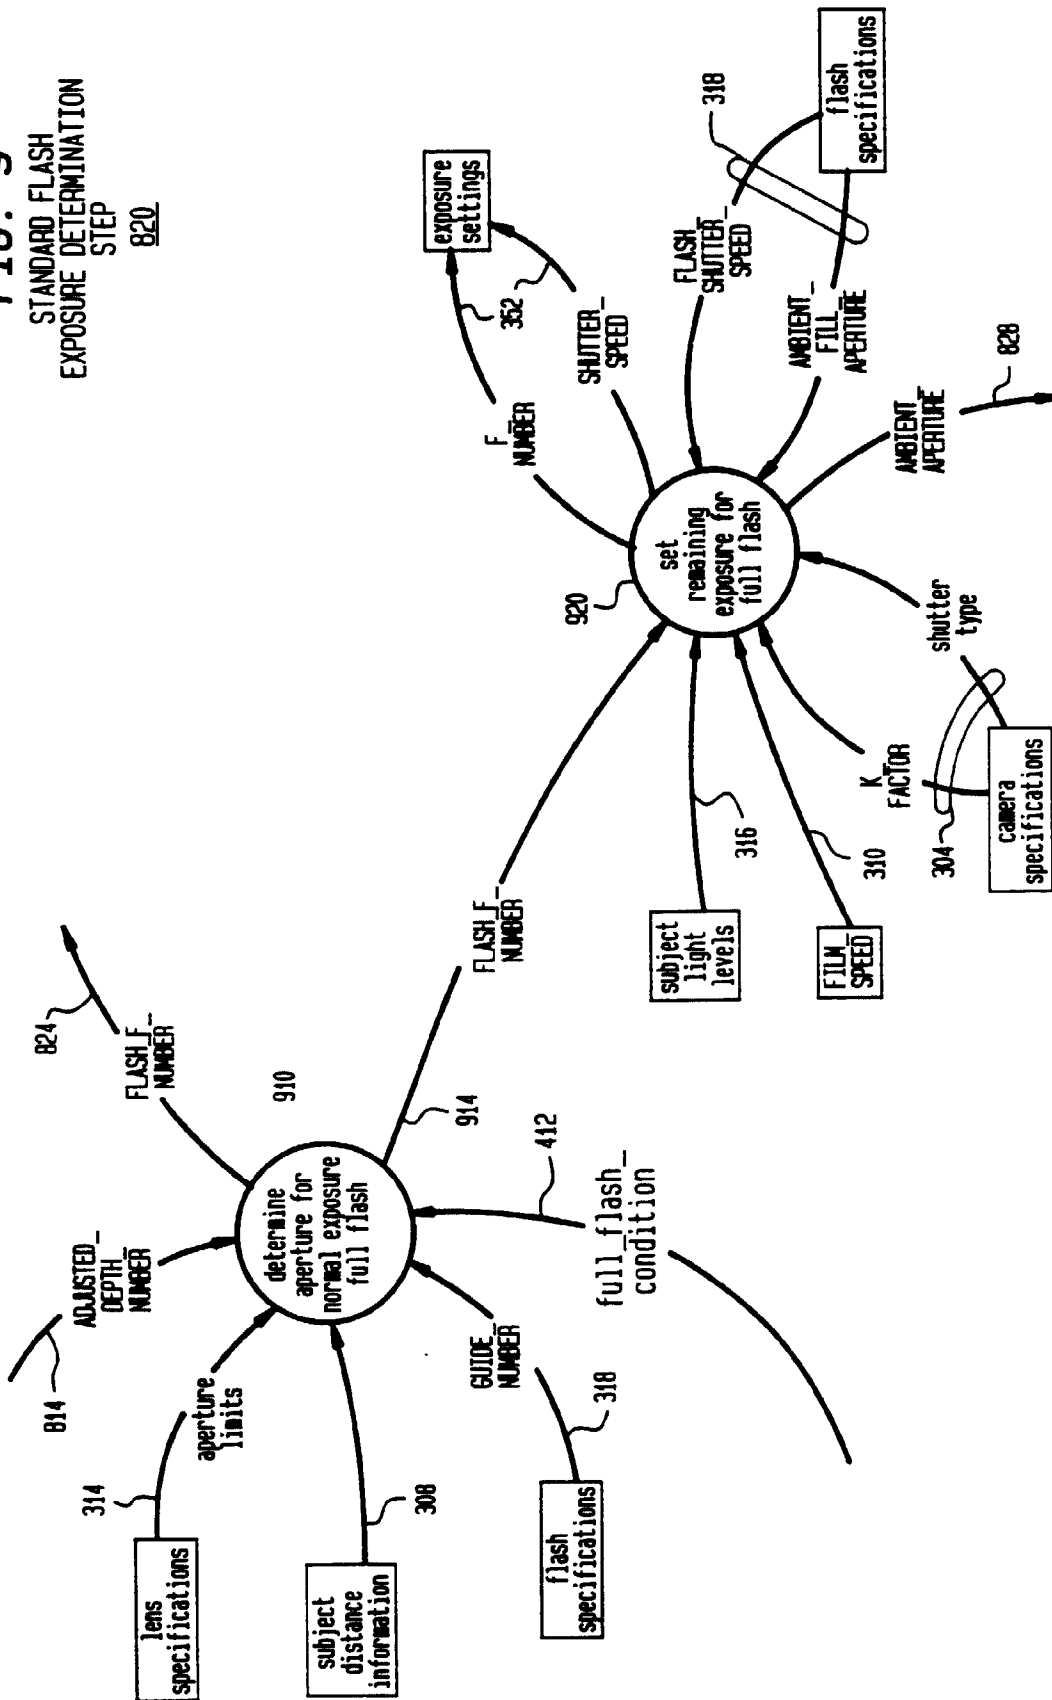 FIG. 9
STANDARD FLASH
EXPOSURE DETERMINATION
STEP
820
814
ADJUSTED_
DEPTH_
NUMBER
824
FLASH_F_
NUMBER
lens
specifications
314
aperture
limits
subject
distance
information
308
determine
aperture for
normal exposure
full flash
910
flash
specifications
318
GUIDE_
NUMBER
full_flash_
condition
412
914
FLASH_F_
NUMBER
set
remaining
exposure for
full flash
920
F_
NUMBER
SHUTTER_
SPEED
352
exposure
settings
FLASH_
SHUTTER_
SPEED
AMBIENT_
FILL_
APERTURE
318
flash
specifications
AMBIENT_
APERTURE
828
subject
light
levels
316
FILM_
SPEED
310
K_
FACTOR
shutter
type
304
camera
specifications